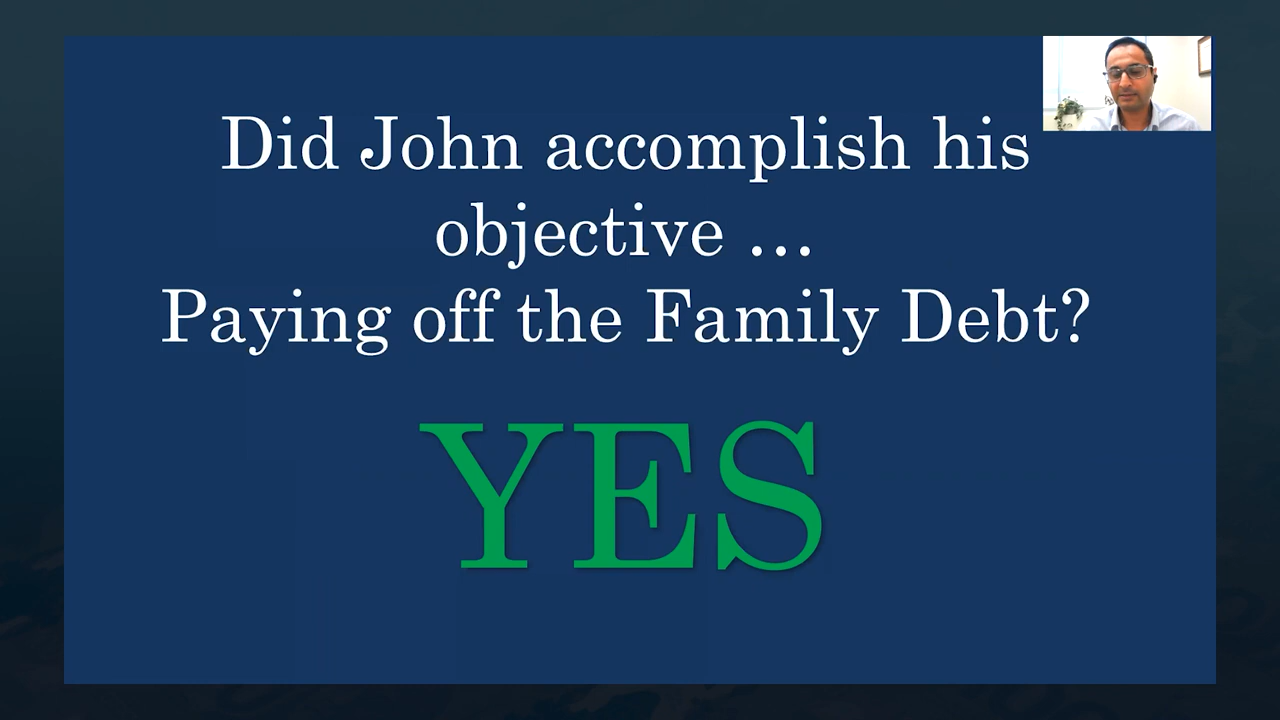 Did John accomplish his
objective ...
Paying off the Family Debt?
YES